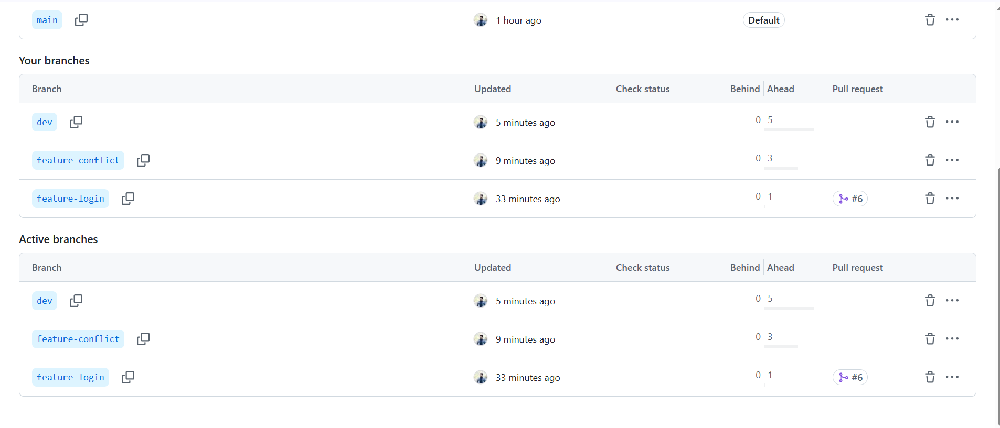 main 1 hour ago Default
Your branches
Branch Updated Check status Behind Ahead Pull request
dev 5 minutes ago 0 5
feature-conflict 9 minutes ago 0 3
feature-login 33 minutes ago 0 1 #6
Active branches
Branch Updated Check status Behind Ahead Pull request
dev 5 minutes ago 0 5
feature-conflict 9 minutes ago 0 3
feature-login 33 minutes ago 0 1 #6